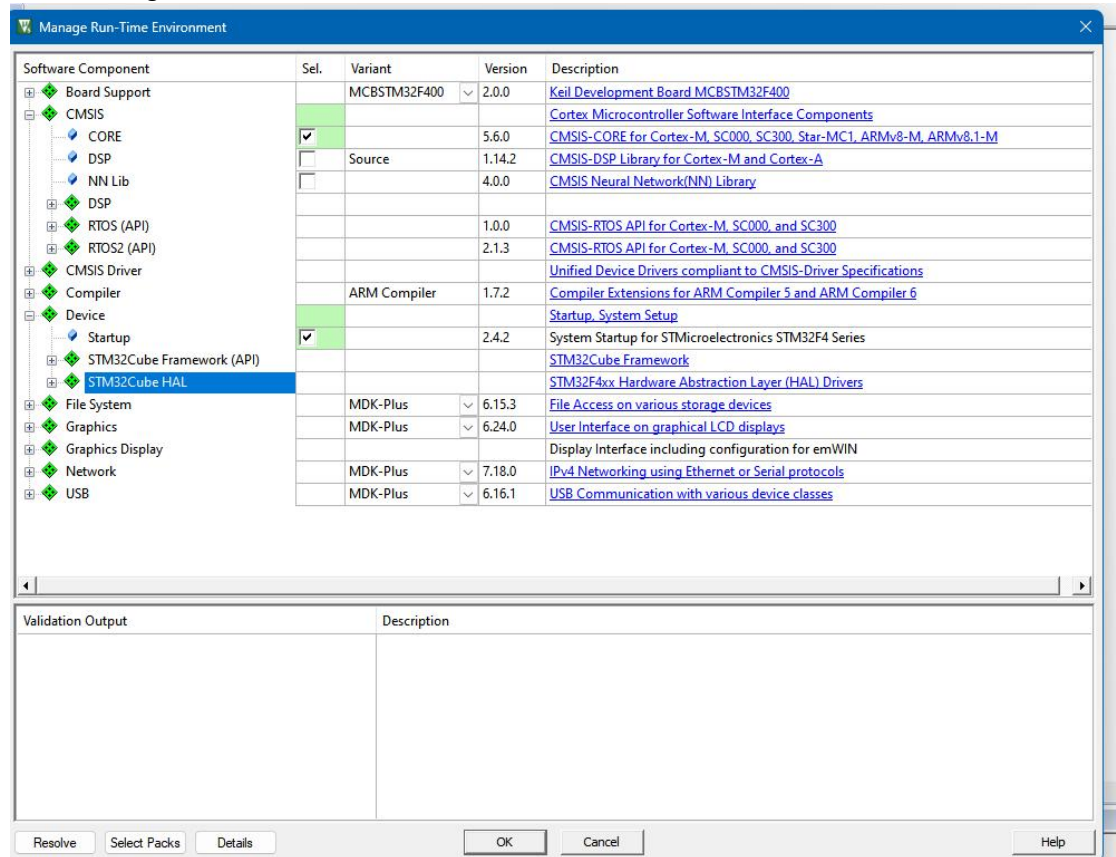 Manage Run-Time Environment
Software Component Sel. Variant Version Description
Board Support MCBSTM32F400 2.0.0 Keil Development Board MCBSTM32F400
CMSIS Cortex Microcontroller Software Interface Components
CORE 5.6.0 CMSIS-CORE for Cortex-M, SC000, SC300, Star-MC1, ARMv8-M, ARMv8.1-M
DSP Source 1.14.2 CMSIS-DSP Library for Cortex-M and Cortex-A
NN Lib 4.0.0 CMSIS Neural Network(NN) Library
DSP
RTOS (API) 1.0.0 CMSIS-RTOS API for Cortex-M, SC000, and SC300
RTOS2 (API) 2.1.3 CMSIS-RTOS API for Cortex-M, SC000, and SC300
CMSIS Driver Unified Device Drivers compliant to CMSIS-Driver Specifications
Compiler ARM Compiler 1.7.2 Compiler Extensions for ARM Compiler 5 and ARM Compiler 6
Device Startup, System Setup
Startup 2.4.2 System Startup for STMicroelectronics STM32F4 Series
STM32Cube Framework (API) STM32Cube Framework
STM32Cube HAL STM32F4xx Hardware Abstraction Layer (HAL) Drivers
File System MDK-Plus 6.15.3 File Access on various storage devices
Graphics MDK-Plus 6.24.0 User Interface on graphical LCD displays
Graphics Display Display Interface including configuration for emWIN
Network MDK-Plus 7.18.0 IPv4 Networking using Ethernet or Serial protocols
USB MDK-Plus 6.16.1 USB Communication with various device classes
Validation Output Description
Resolve Select Packs Details OK Cancel Help